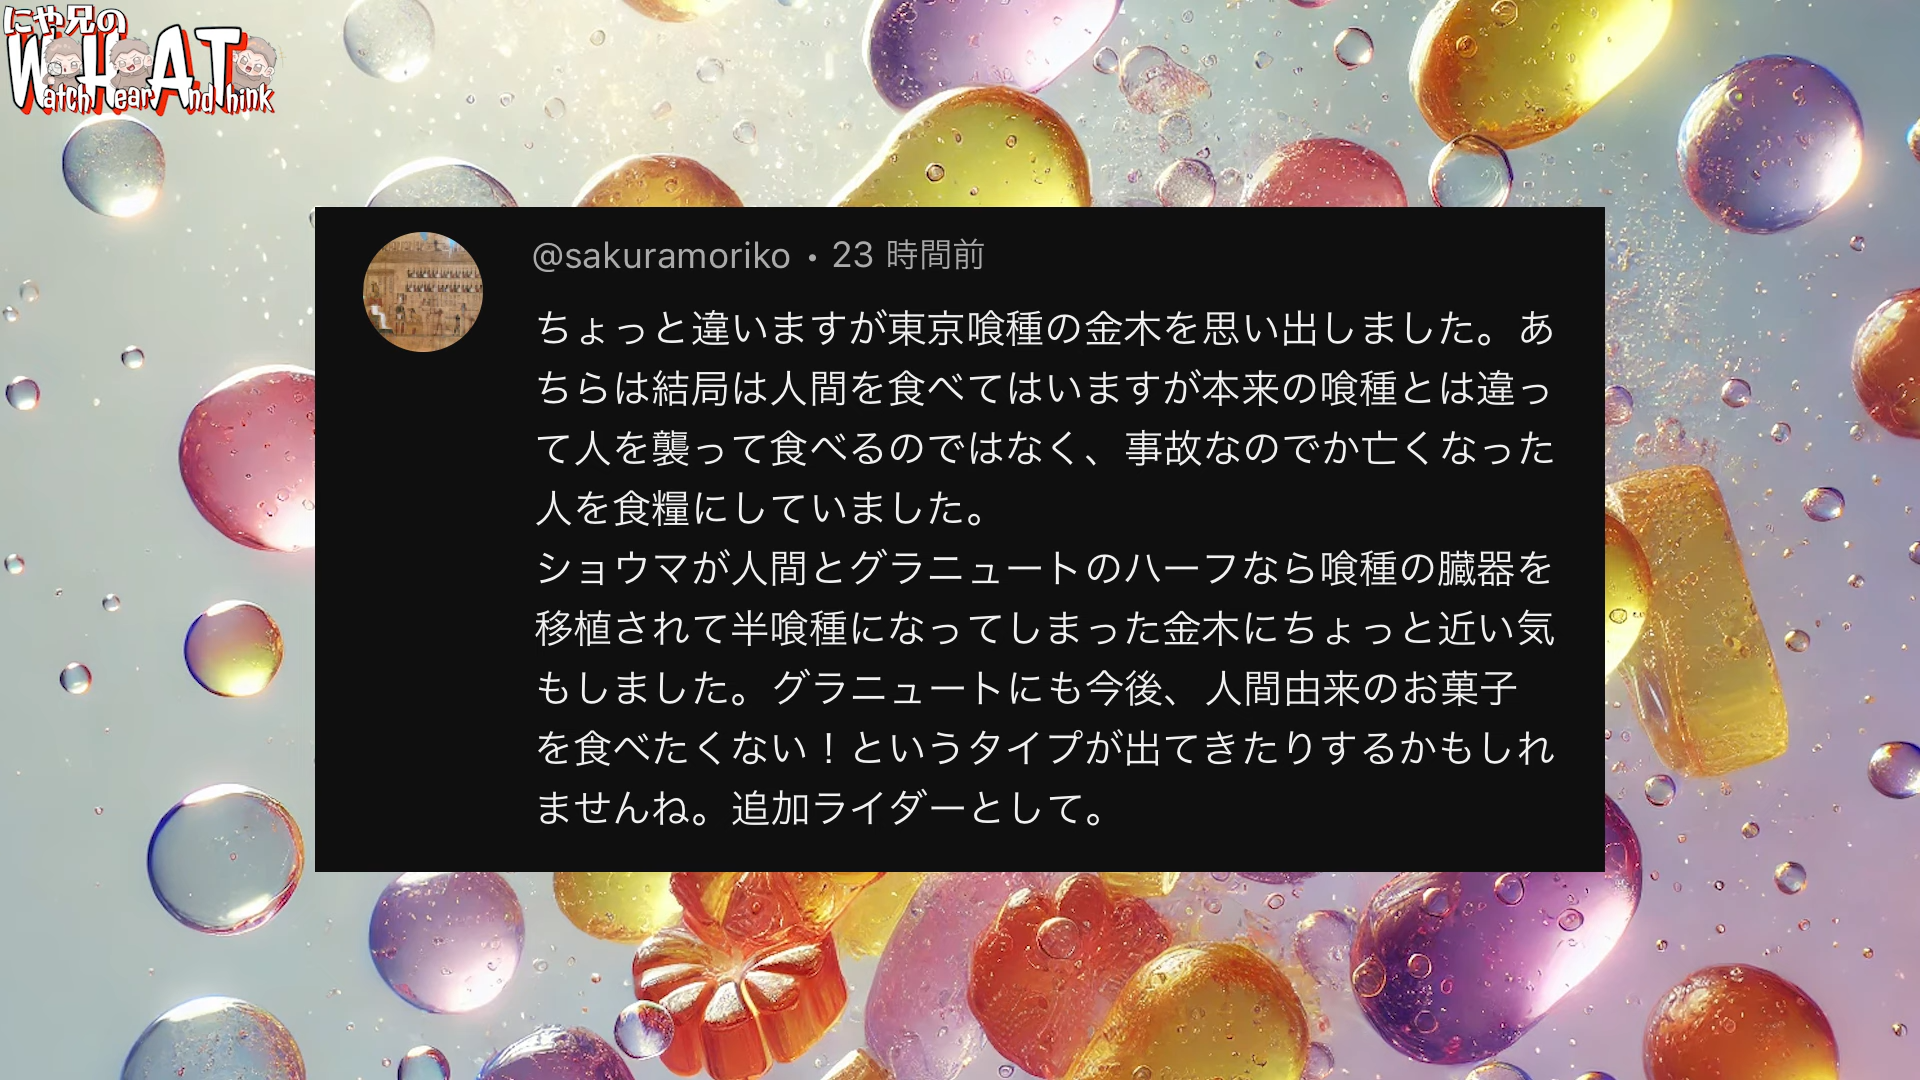 にや兄の
WHAT
Watch Hear And Think
@sakuramoriko • 23 時間前
ちょっと違いますが東京喰種の金木を思い出しました。あ
ちらは結局は人間を食べてはいますが本来の喰種とは違っ
て人を襲って食べるのではなく、事故なのでか亡くなった
人を食糧にしていました。
ショウマが人間とグラニュートのハーフなら喰種の臓器を
移植されて半喰種になってしまった金木にちょっと近い気
もしました。グラニュートにも今後、人間由来のお菓子
を食べたくない！というタイプが出てきたりするかもしれ
ませんね。追加ライダーとして。